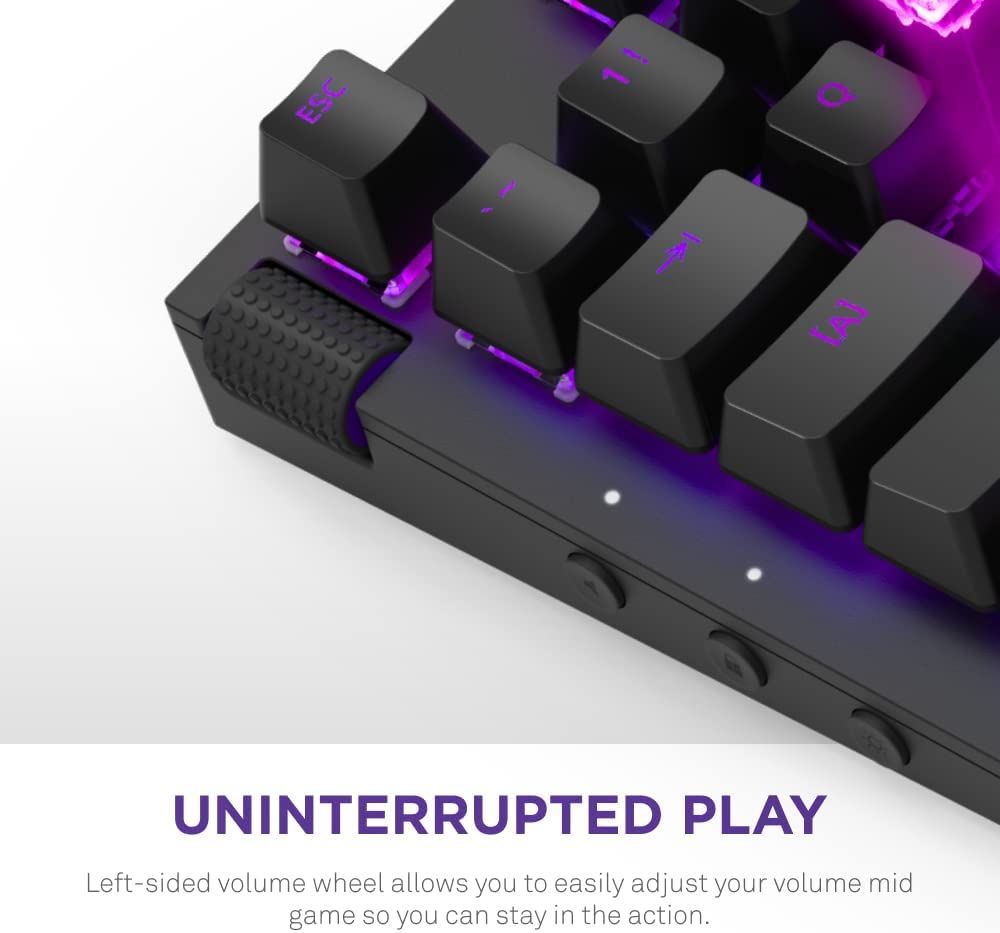 ESC
1 !
Q
` ~
[A]
UNINTERRUPTED PLAY
Left-sided volume wheel allows you to easily adjust your volume mid
game so you can stay in the action.